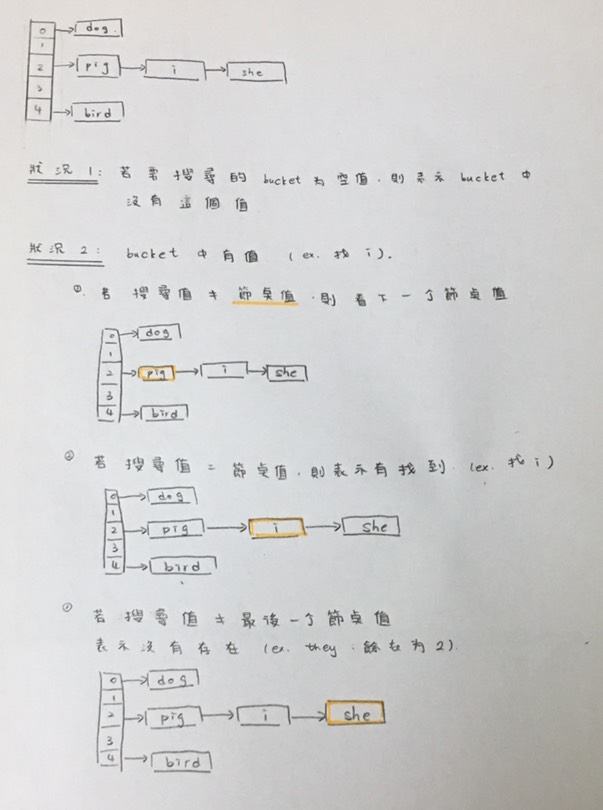 0 dog.
1
2 pig i she
3
4 bird
狀況 1: 若要搜尋的 bucket 為空值, 則表示 bucket 中
沒有這個值
狀況 2: bucket 中有值 (ex. 找 i).
若搜尋值 ≠ 節點值, 則看下一个節點值
0 dog
1
2 pig i she
3
4 bird
② 若搜尋值 = 節點值, 則表示有找到. (ex. 找 i)
0 dog
1
2 pig i she
3
4 bird
若搜尋值 ≠ 最後一个節點值
表示沒有存在 (ex. they, 餘數為 2).
0 dog
1
2 pig i she
3
4 bird